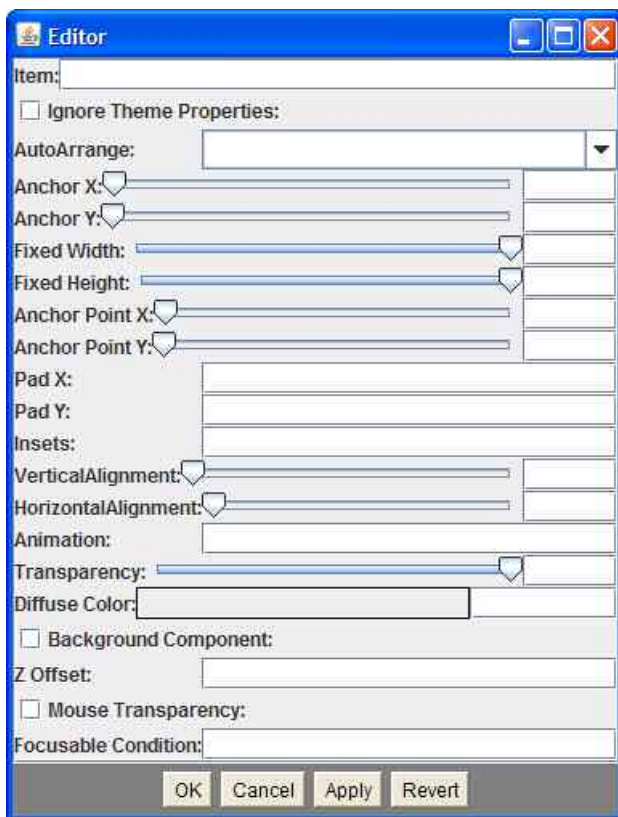 Editor
Item:
Ignore Theme Properties:
AutoArrange:
Anchor X:
Anchor Y:
Fixed Width:
Fixed Height:
Anchor Point X:
Anchor Point Y:
Pad X:
Pad Y:
Insets:
VerticalAlignment:
HorizontalAlignment:
Animation:
Transparency:
Diffuse Color:
Background Component:
Z Offset:
Mouse Transparency:
Focusable Condition:
OK Cancel Apply Revert